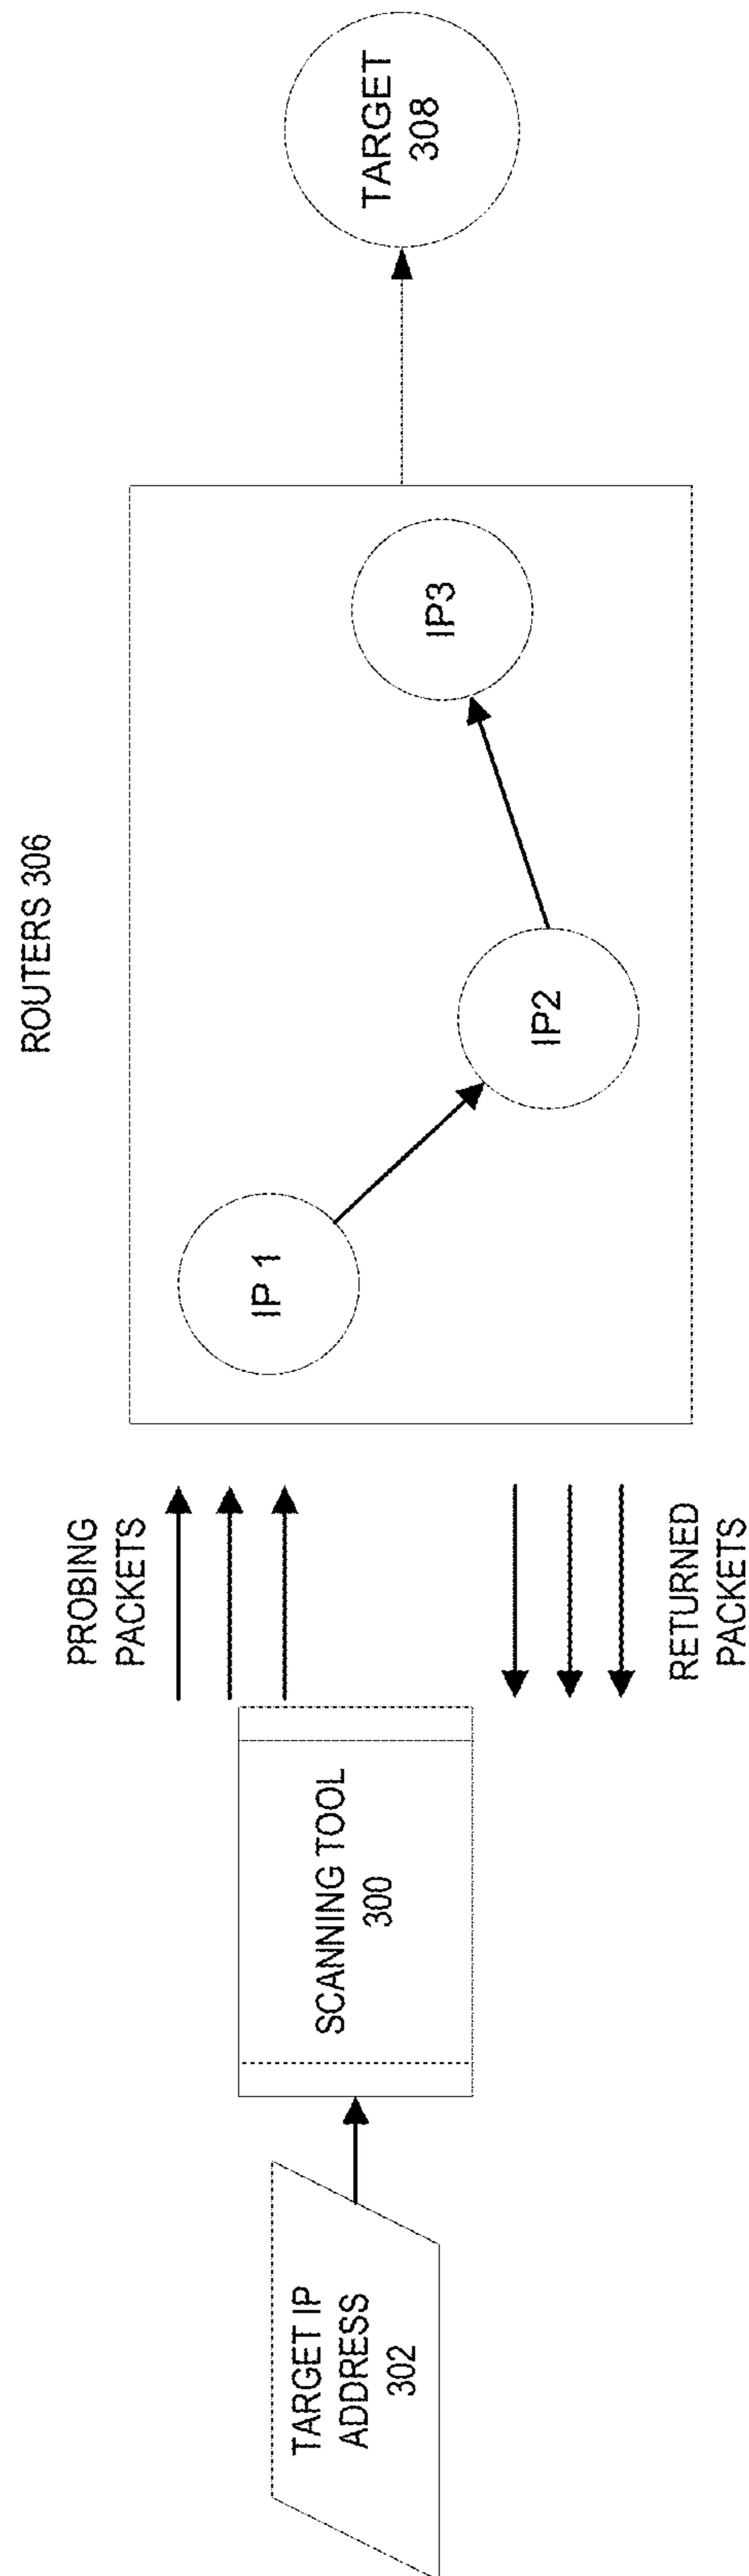 TARGET IP
ADDRESS
302
SCANNING TOOL
300
PROBING
PACKETS
RETURNED
PACKETS
ROUTERS 306
IP 1
IP2
IP3
TARGET
308